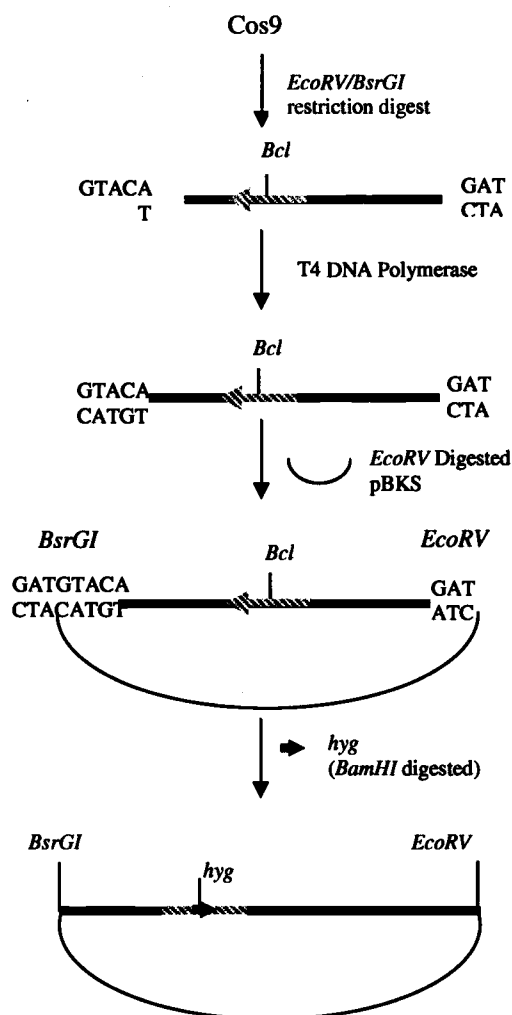 Cos9
EcoRV/BsrGI
restriction digest
Bcl
GTACA
T
GAT
CTA
T4 DNA Polymerase
Bcl
GTACA
CATGT
GAT
CTA
EcoRV Digested
pBKS
BsrGI
EcoRV
Bcl
GATGTACA
CTACATGT
GAT
ATC
hyg
(BamHI digested)
BsrGI
EcoRV
hyg